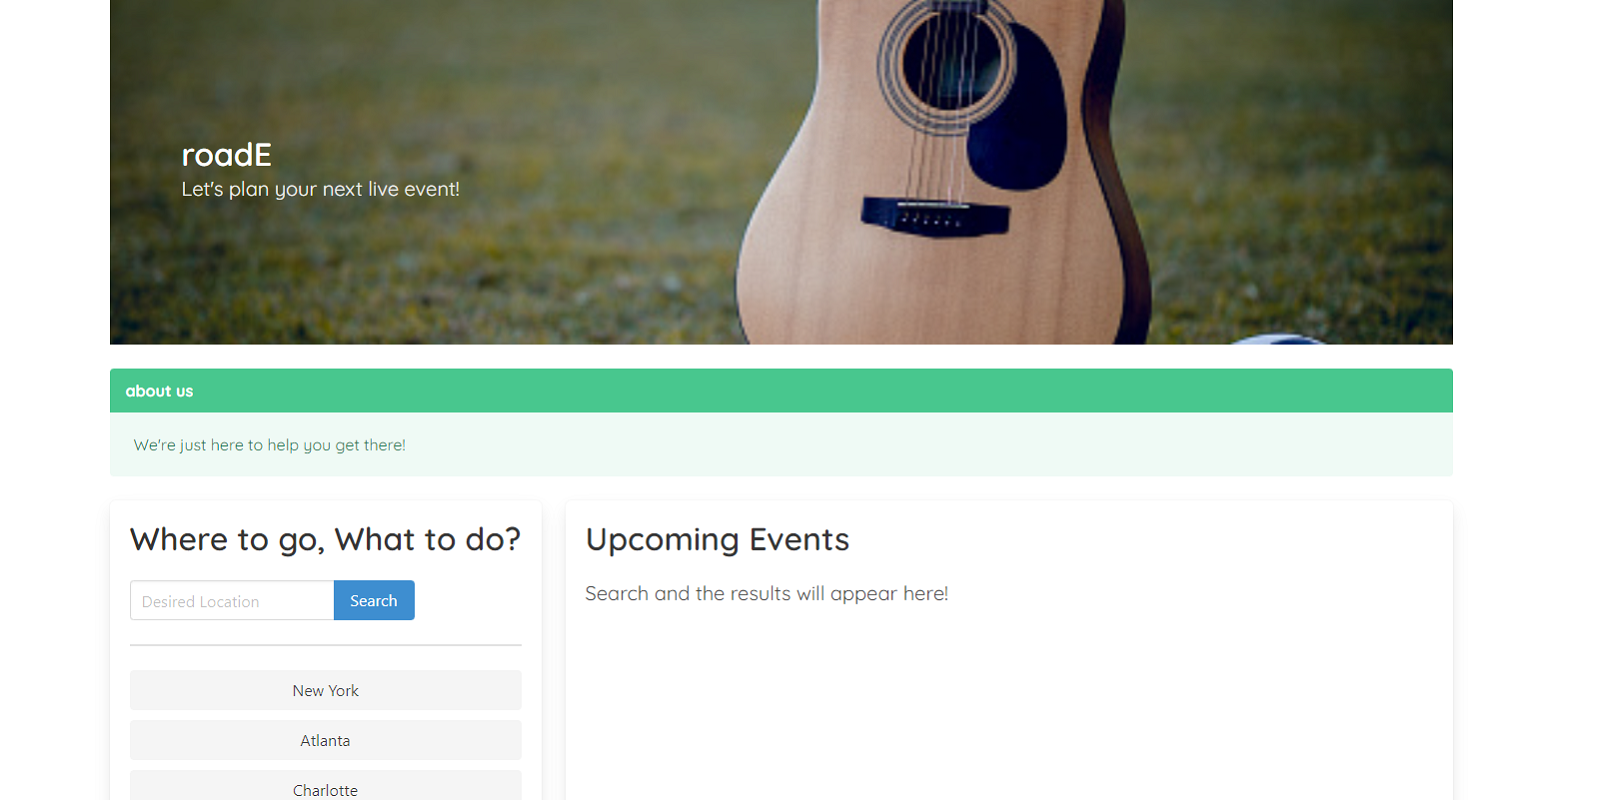 roadE
Let's plan your next live event!
about us
We're just here to help you get there!
Where to go, What to do?
Desired Location
Search
New York
Atlanta
Charlotte
Upcoming Events
Search and the results will appear here!